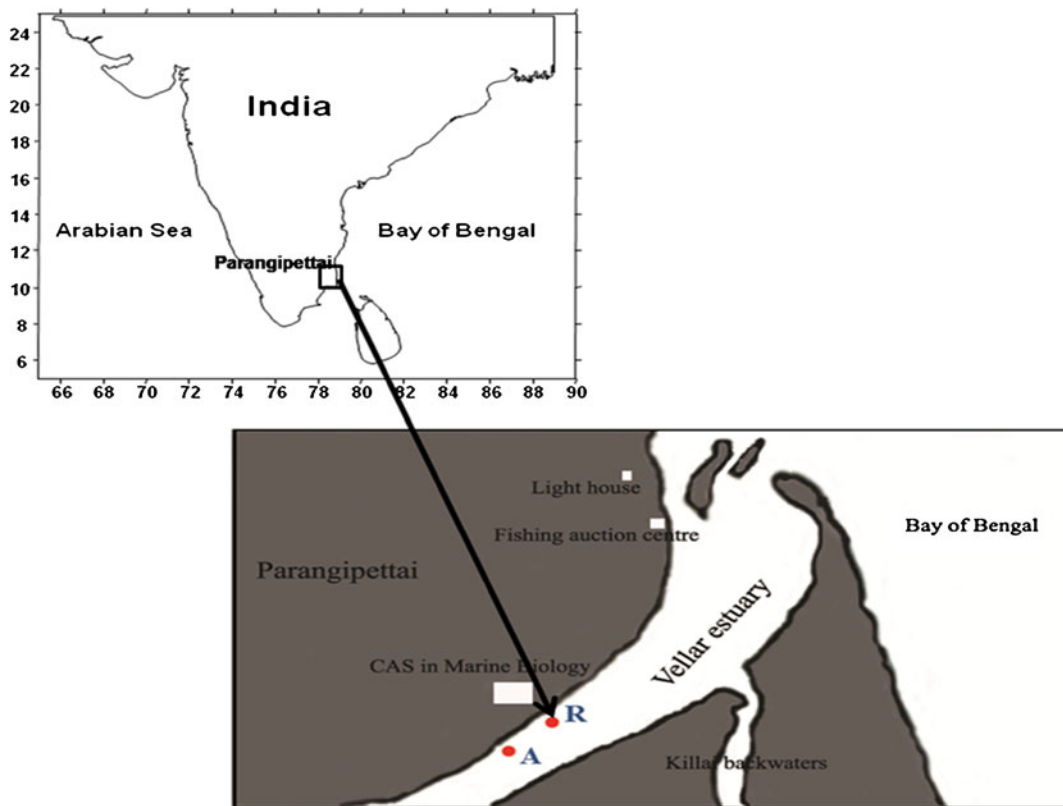 24
22
20
16
14
12
10
8
6
India
Arabian Sea
Bay of Bengal
Parangipettai
66 68 70 72 74 76 78 80 82 84 86 88 90
Light house
Fishing auction centre
Bay of Bengal
Parangipettai
Vellar estuary
CAS in Marine Biology
R
A
Killai backwaters